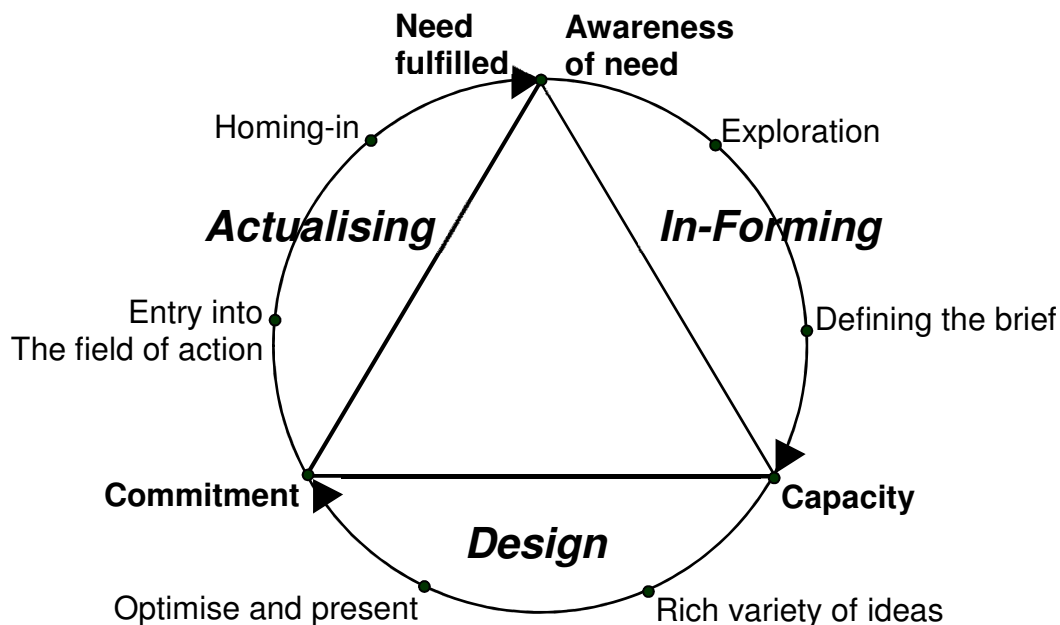 Need
fulfilled
Awareness
of need
Homing-in
Exploration
Actualising
In-Forming
Entry into
The field of action
Defining the brief
Commitment
Capacity
Design
Optimise and present
Rich variety of ideas